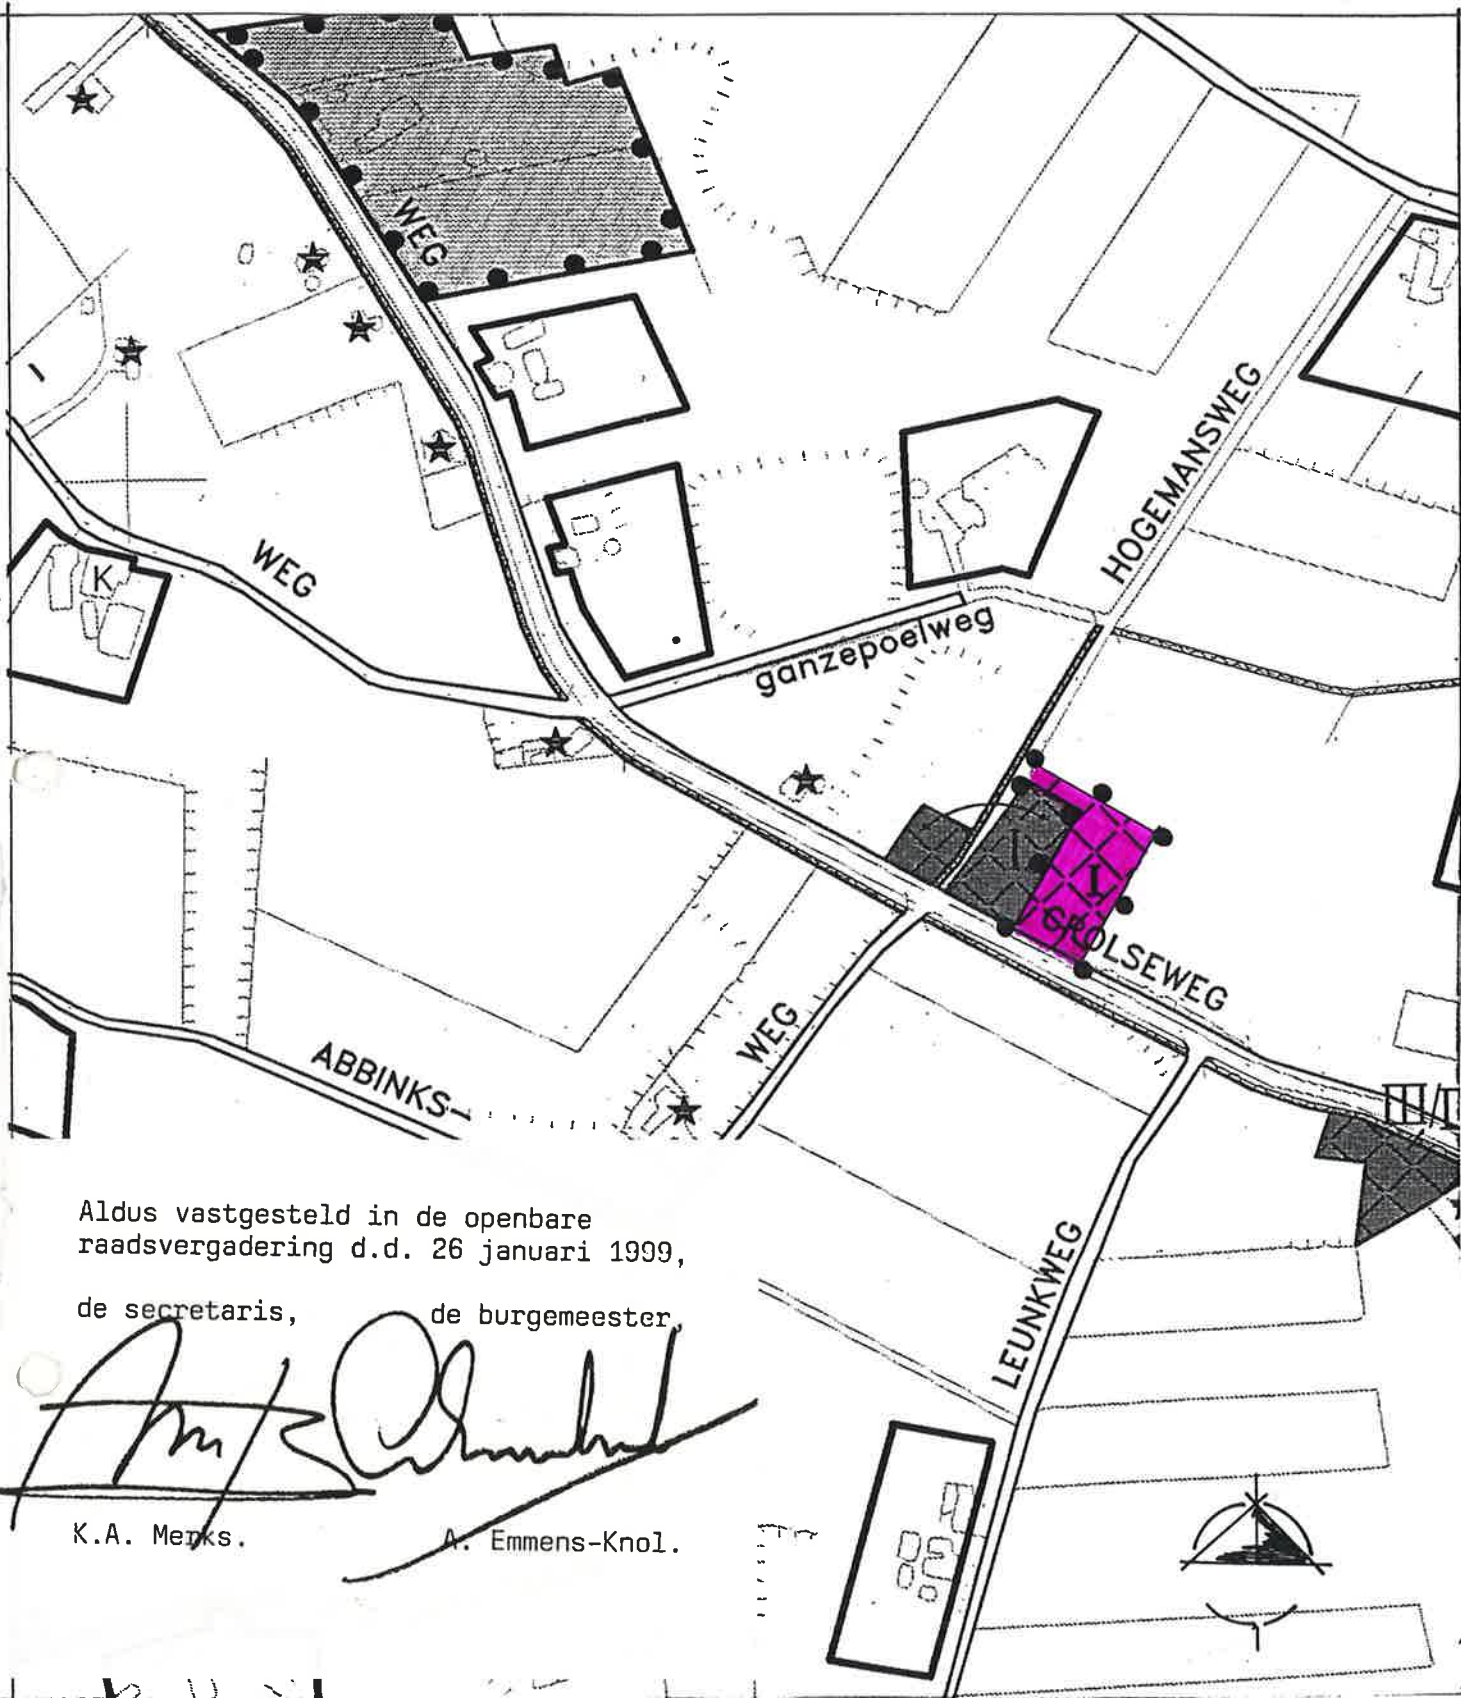 WEG
HOGEMANSWEG
K
WEG
ganzepoelweg
I
I
GROLSEWEG
WEG
ABBINKS-
III/
LEUNKWEG
Aldus vastgesteld in de openbare
raadsvergadering d.d. 26 januari 1999,
de secretaris, de burgemeester,
K.A. Merks. A. Emmens-Knol.